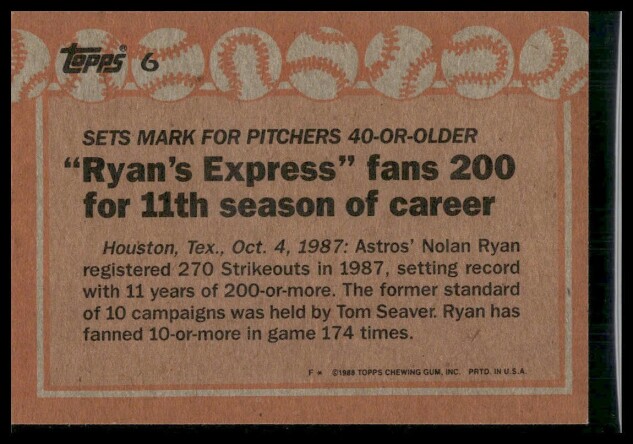 Topps® 6
SETS MARK FOR PITCHERS 40-OR-OLDER
“Ryan’s Express” fans 200
for 11th season of career
Houston, Tex., Oct. 4, 1987: Astros’ Nolan Ryan
registered 270 Strikeouts in 1987, setting record
with 11 years of 200-or-more. The former standard
of 10 campaigns was held by Tom Seaver. Ryan has
fanned 10-or-more in game 174 times.
F* ©1988 TOPPS CHEWING GUM, INC. PRTD. IN U.S.A.